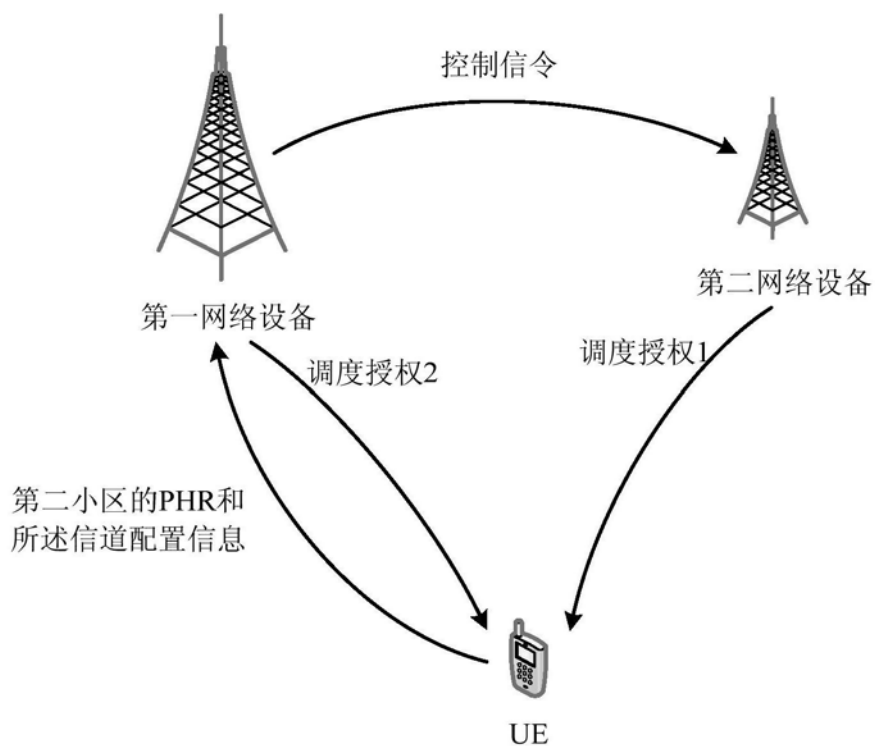 控制信令
第二网络设备
第一网络设备
调度授权2
调度授权1
第二小区的PHR和
所述信道配置信息
UE